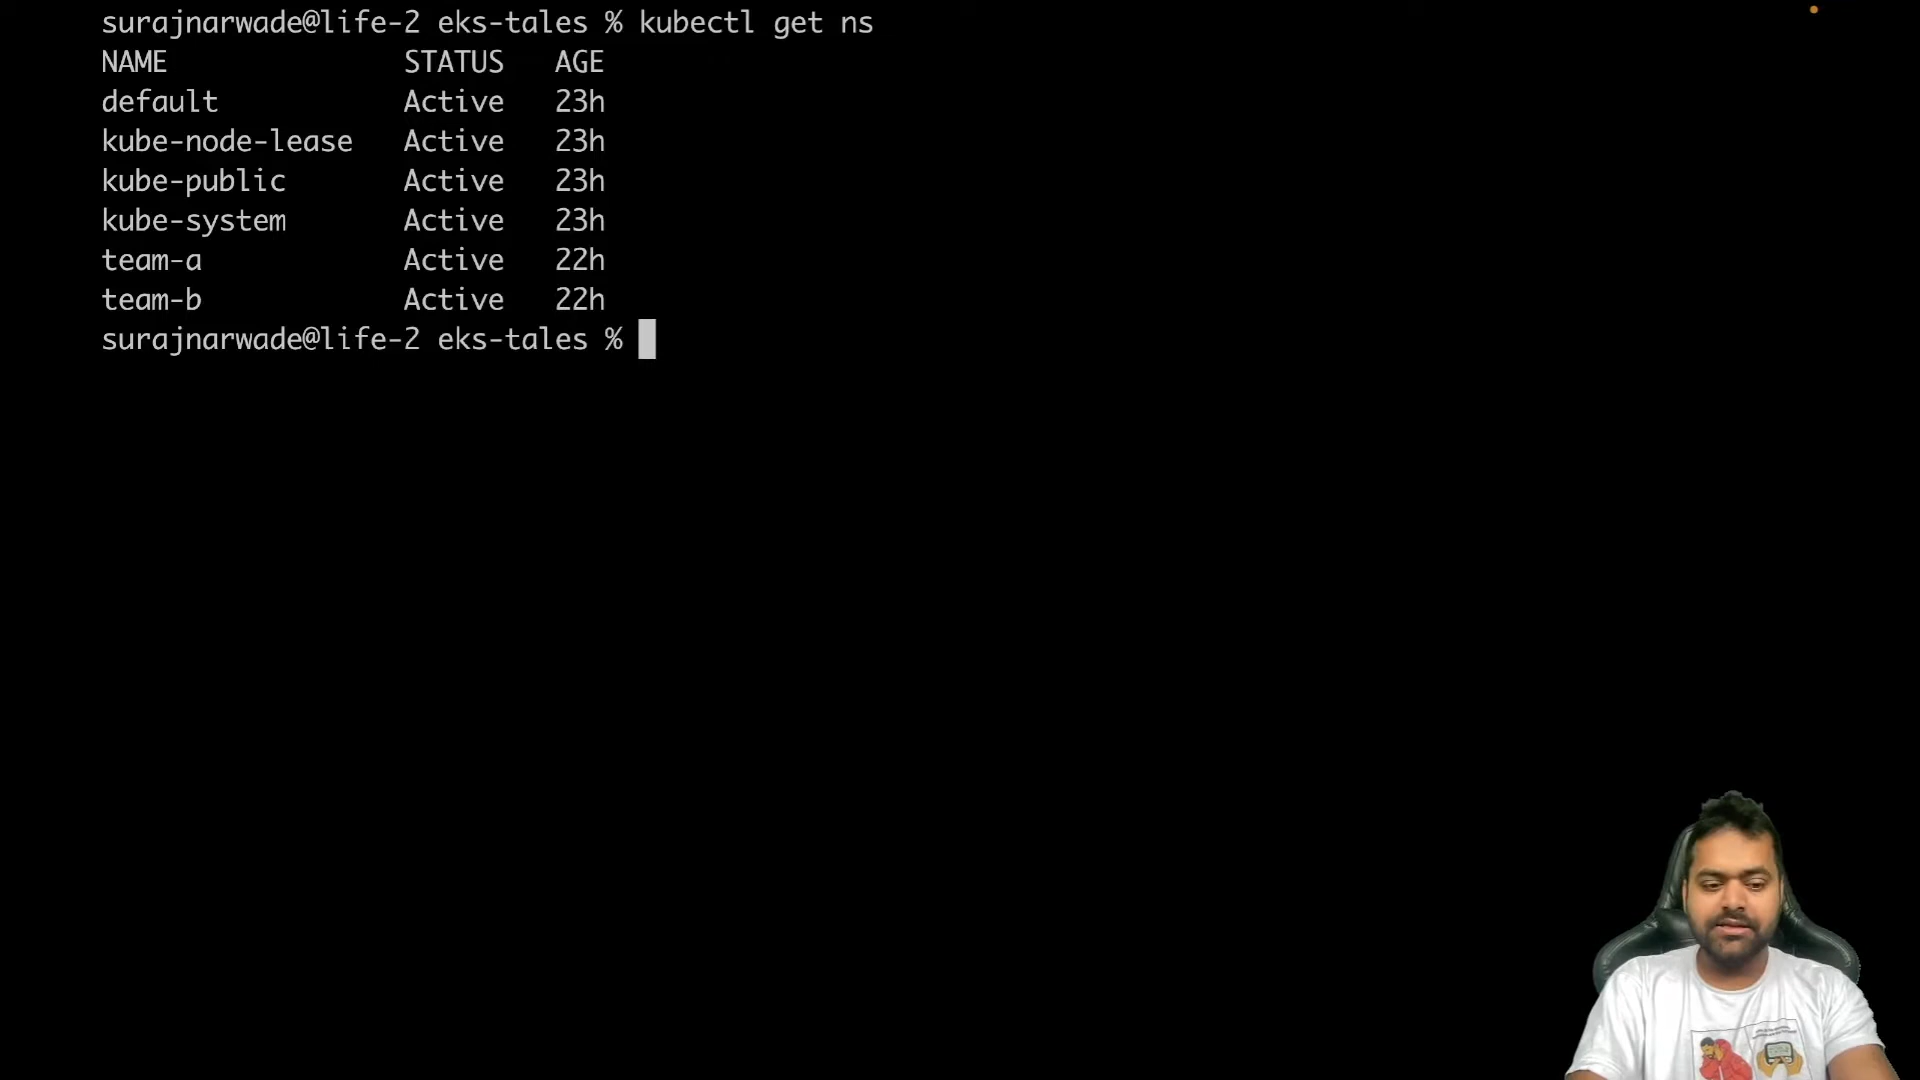 surajnarwade@life-2 eks-tales % kubectl get ns
NAME STATUS AGE
default Active 23h
kube-node-lease Active 23h
kube-public Active 23h
kube-system Active 23h
team-a Active 22h
team-b Active 22h
surajnarwade@life-2 eks-tales %